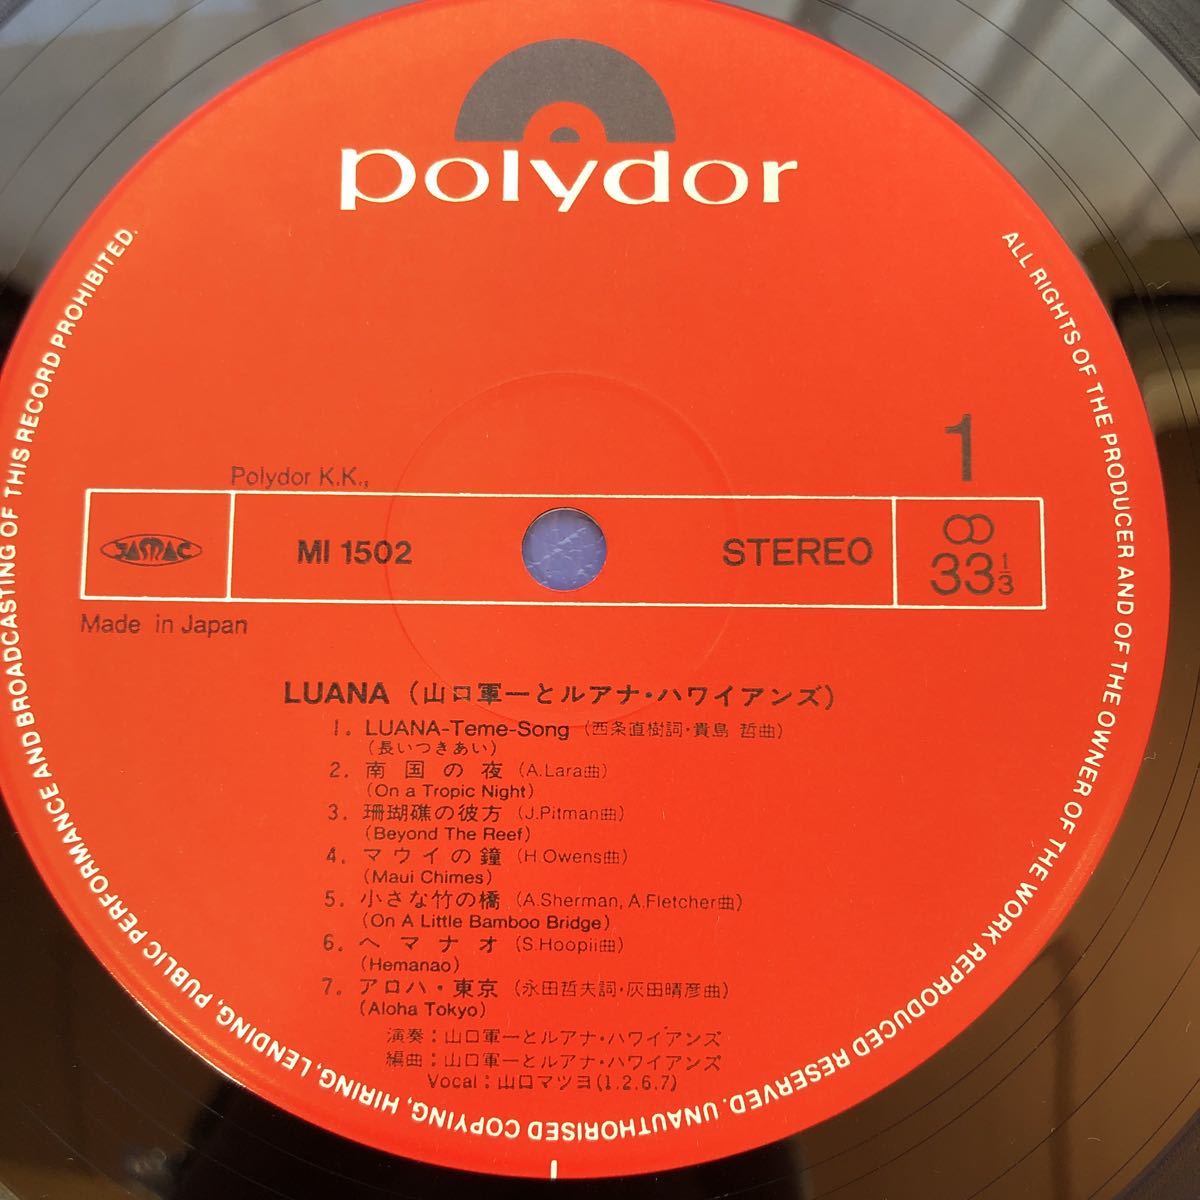 polydor
ALL RIGHTS OF THE PRODUCER AND OF THE OWNER OF THE WORK REPRODUCED RESERVED. UNAUTHORISED COPYING, HIRING, LENDING, PUBLIC PERFORMANCE AND BROADCASTING OF THIS RECORD PROHIBITED.
1
Polydor K.K.
JASRAC
MI 1502
STEREO
33 1/3
Made in Japan
LUANA (山口軍一とルアナ・ハワイアンズ)
1. LUANA-Teme-Song (西条直樹詞・貴島 哲曲)
(長いつきあい)
2. 南国の夜 (A.Lara曲)
(On a Tropic Night)
3. 珊瑚礁の彼方 (J.Pitman曲)
(Beyond The Reef)
4. マウイの鐘 (H.Owens曲)
(Maui Chimes)
5. 小さな竹の橋 (A.Sherman, A.Fletcher曲)
(On A Little Bamboo Bridge)
6. ヘマナオ (S.Hoopii曲)
(Hemanao)
7. アロハ・東京 (永田哲夫詞・灰田晴彦曲)
(Aloha Tokyo)
演奏：山口軍一とルアナ・ハワイアンズ
編曲：山口軍一とルアナ・ハワイアンズ
Vocal：山口マツヨ(1.2.6.7)